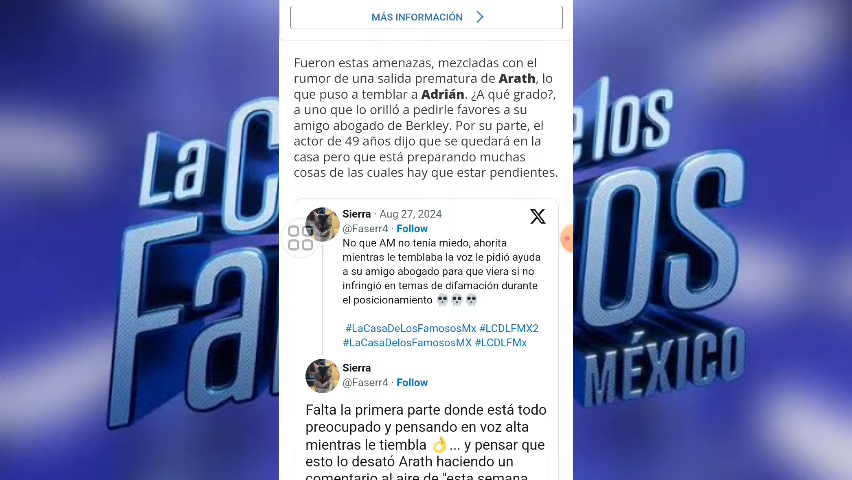 MÁS INFORMACIÓN
Fueron estas amenazas, mezcladas con el
rumor de una salida prematura de Arath, lo
que puso a temblar a Adrián. ¿A qué grado?,
a uno que lo orilló a pedirle favores a su
amigo abogado de Berkley. Por su parte, el
actor de 49 años dijo que se quedará en la
casa pero que está preparando muchas
cosas de las cuales hay que estar pendientes.
Sierra · Aug 27, 2024
@Faserr4 · Follow
No que AM no tenía miedo, ahorita
mientras le temblaba la voz le pidió ayuda
a su amigo abogado para que viera si no
infringió en temas de difamación durante
el posicionamiento 💀💀💀
#LaCasaDeLosFamososMx #LCDLFMX2
#LaCasaDelosFamososMX #LCDLFMx
Sierra
@Faserr4 · Follow
Falta la primera parte donde está todo
preocupado y pensando en voz alta
mientras le tiembla 👌... y pensar que
esto lo desató Arath haciendo un
comentario al aire de "esta semana
La C
Fa
de los
os
MÉXICO